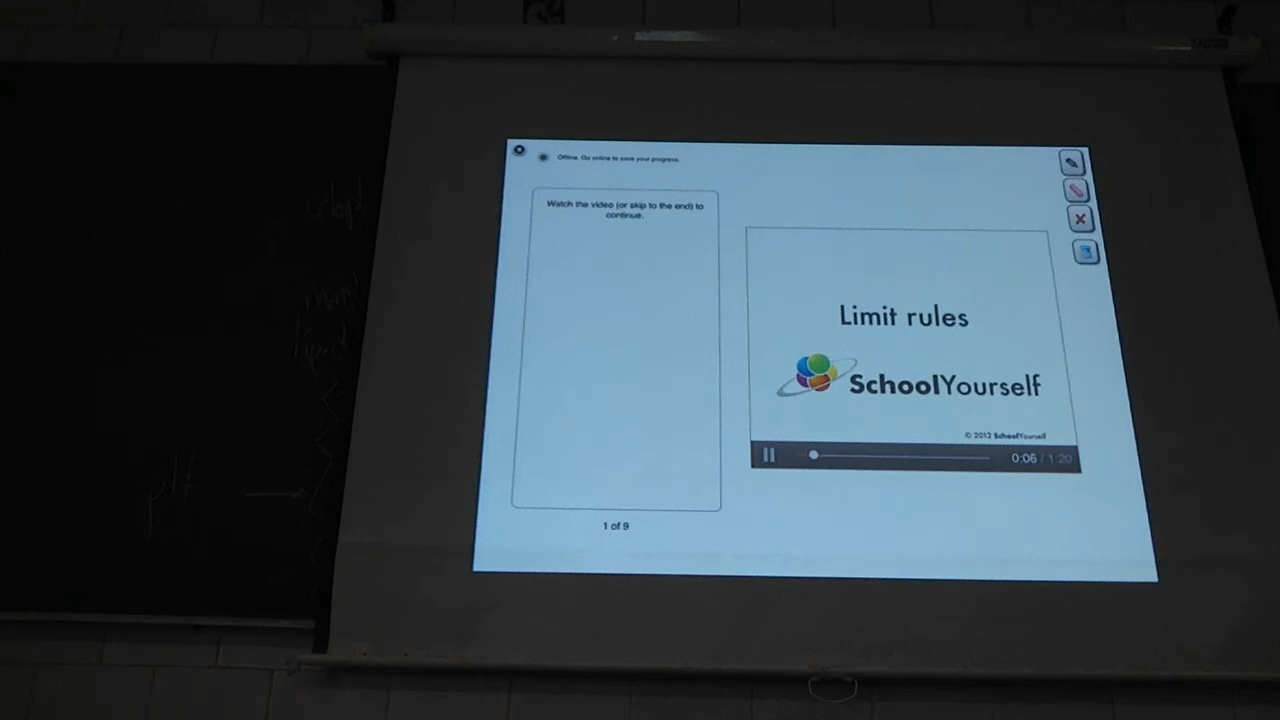 Offline. Go online to save your progress.
Watch the video (or skip to the end) to
continue.
Limit rules
SchoolYourself
© 2012 SchoolYourself
0:06 / 1:20
1 of 9